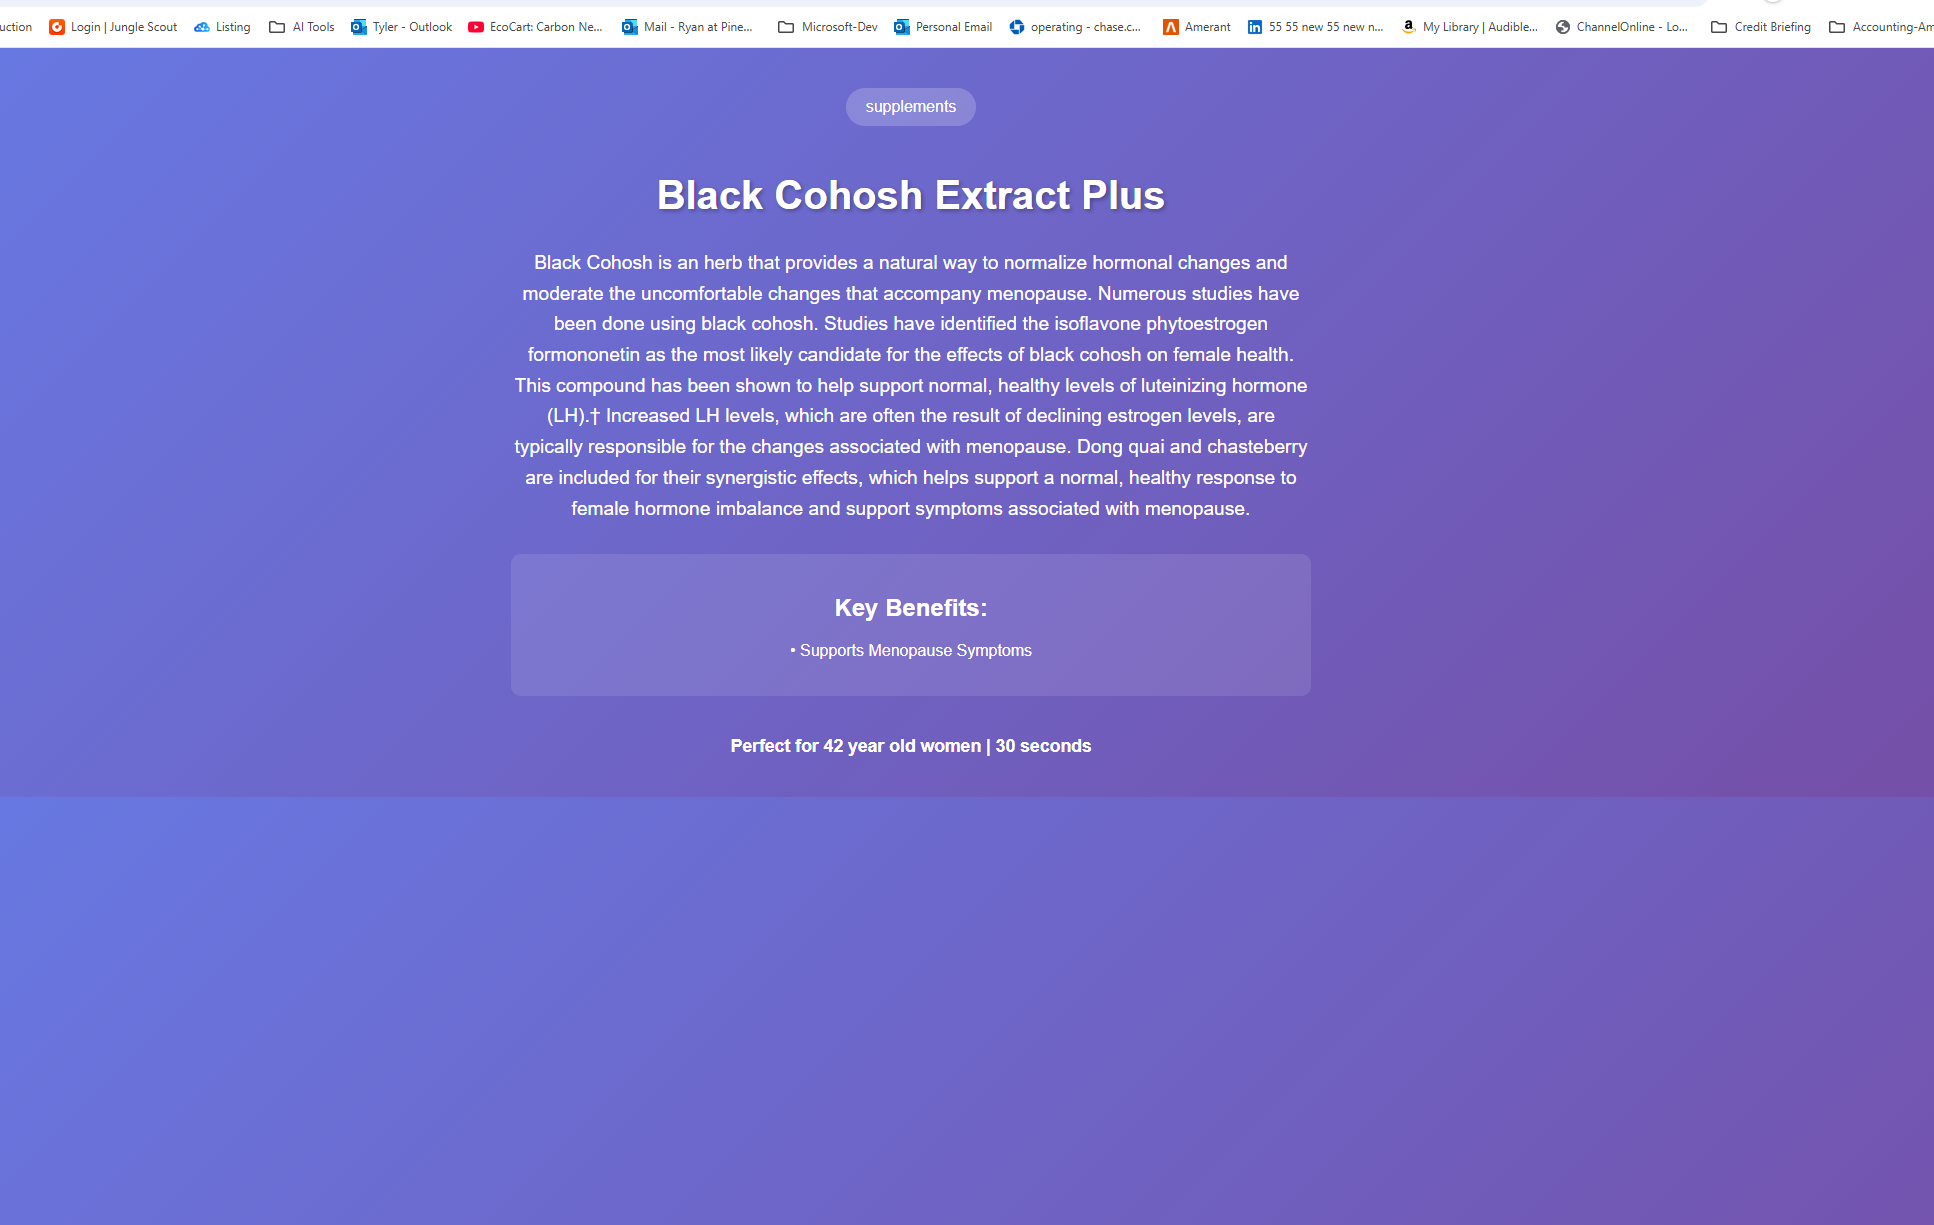 uction Login | Jungle Scout Listing AI Tools Tyler - Outlook EcoCart: Carbon Ne... Mail - Ryan at Pine... Microsoft-Dev Personal Email operating - chase.c... Amerant 55 55 new 55 new n... My Library | Audible... ChannelOnline - Lo... Credit Briefing Accounting-Am
supplements
Black Cohosh Extract Plus
Black Cohosh is an herb that provides a natural way to normalize hormonal changes and
moderate the uncomfortable changes that accompany menopause. Numerous studies have
been done using black cohosh. Studies have identified the isoflavone phytoestrogen
formononetin as the most likely candidate for the effects of black cohosh on female health.
This compound has been shown to help support normal, healthy levels of luteinizing hormone
(LH).† Increased LH levels, which are often the result of declining estrogen levels, are
typically responsible for the changes associated with menopause. Dong quai and chasteberry
are included for their synergistic effects, which helps support a normal, healthy response to
female hormone imbalance and support symptoms associated with menopause.
Key Benefits:
• Supports Menopause Symptoms
Perfect for 42 year old women | 30 seconds